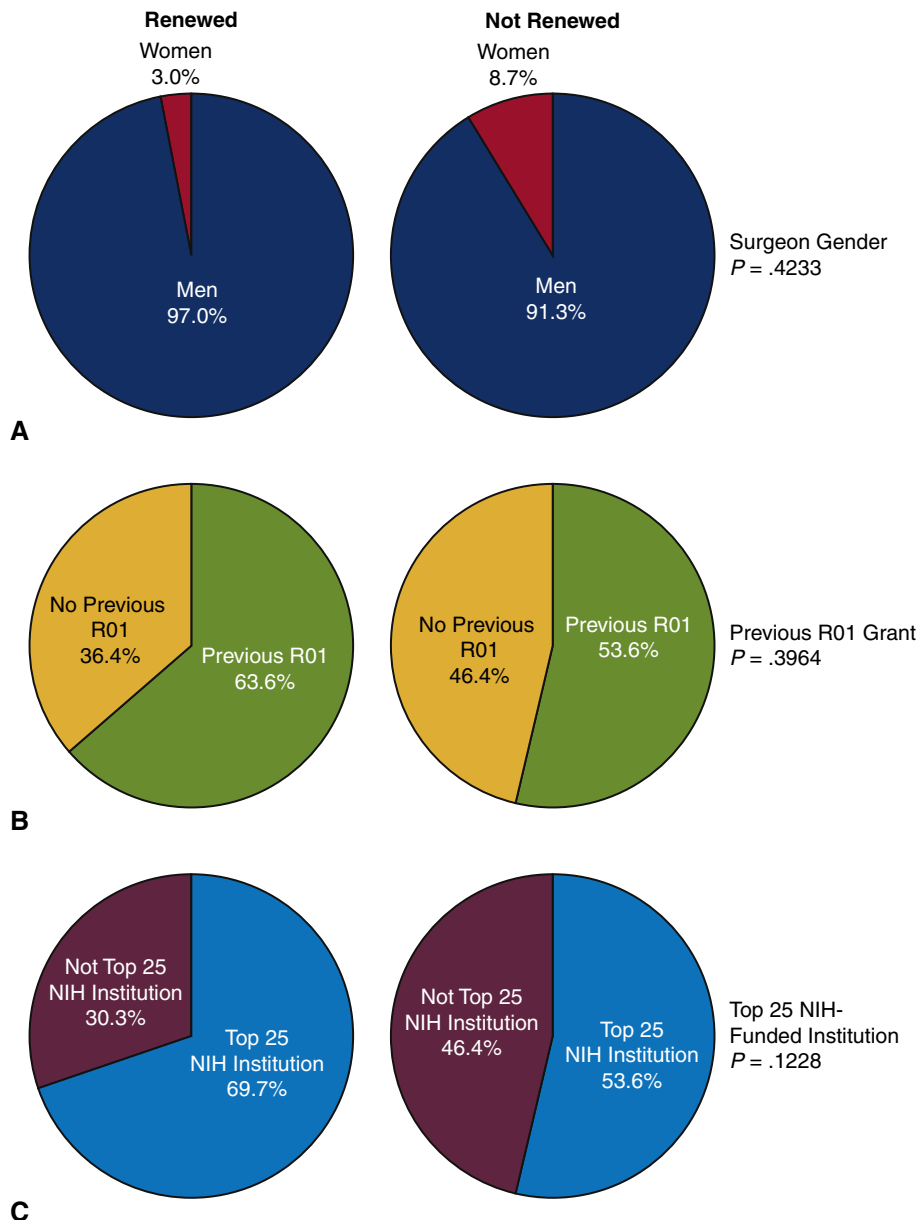 Renewed
Not Renewed
Women
3.0%
Women
8.7%
Men
97.0%
Men
91.3%
Surgeon Gender
P = .4233
A
No Previous
R01
36.4%
Previous R01
63.6%
No Previous
R01
46.4%
Previous R01
53.6%
Previous R01 Grant
P = .3964
B
Not Top 25
NIH Institution
30.3%
Top 25
NIH Institution
69.7%
Not Top 25
NIH Institution
46.4%
Top 25
NIH Institution
53.6%
Top 25 NIH-
Funded Institution
P = .1228
C